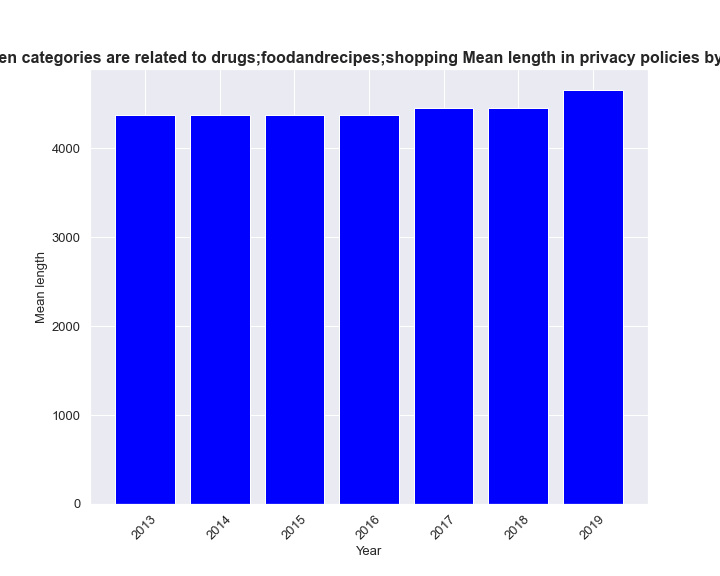 en categories are related to drugs;foodandrecipes;shopping Mean length in privacy policies by
4000
3000
2000
1000
0
Mean length
2013 2014 2015 2016 2017 2018 2019
Year